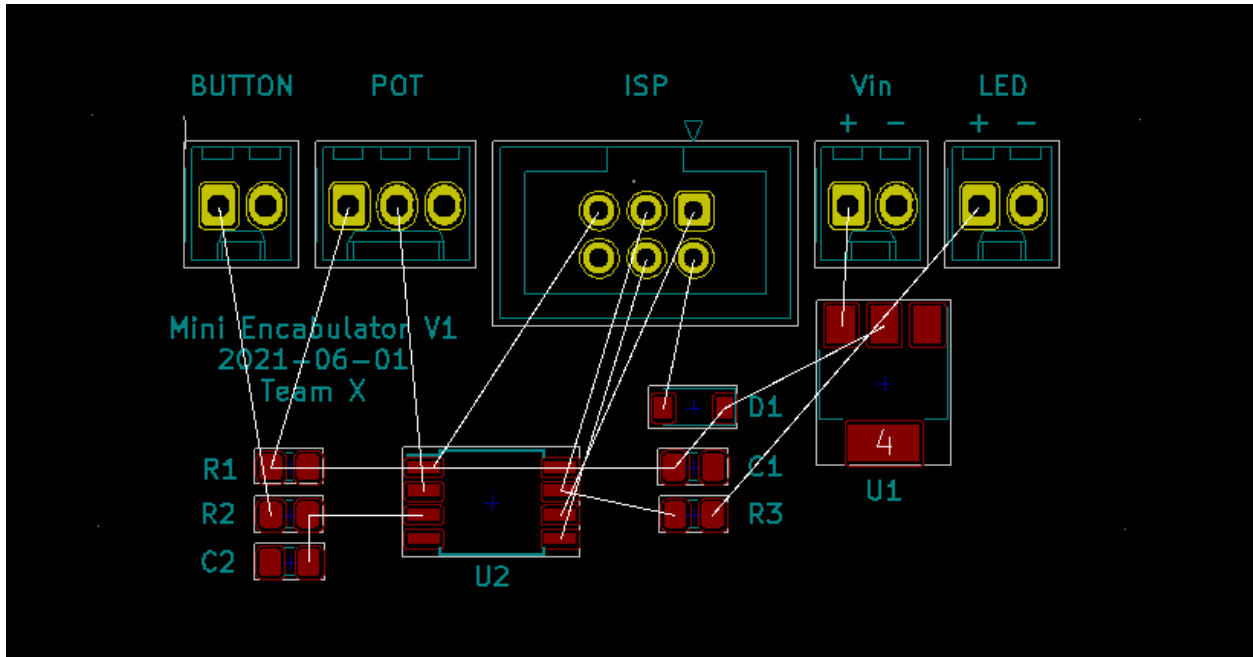 BUTTON POT ISP Vin LED
+ - + -
Mini Encabulator V1
2021-06-01
Team X
D1
4
R1 C1
U1
R2 R3
C2
U2